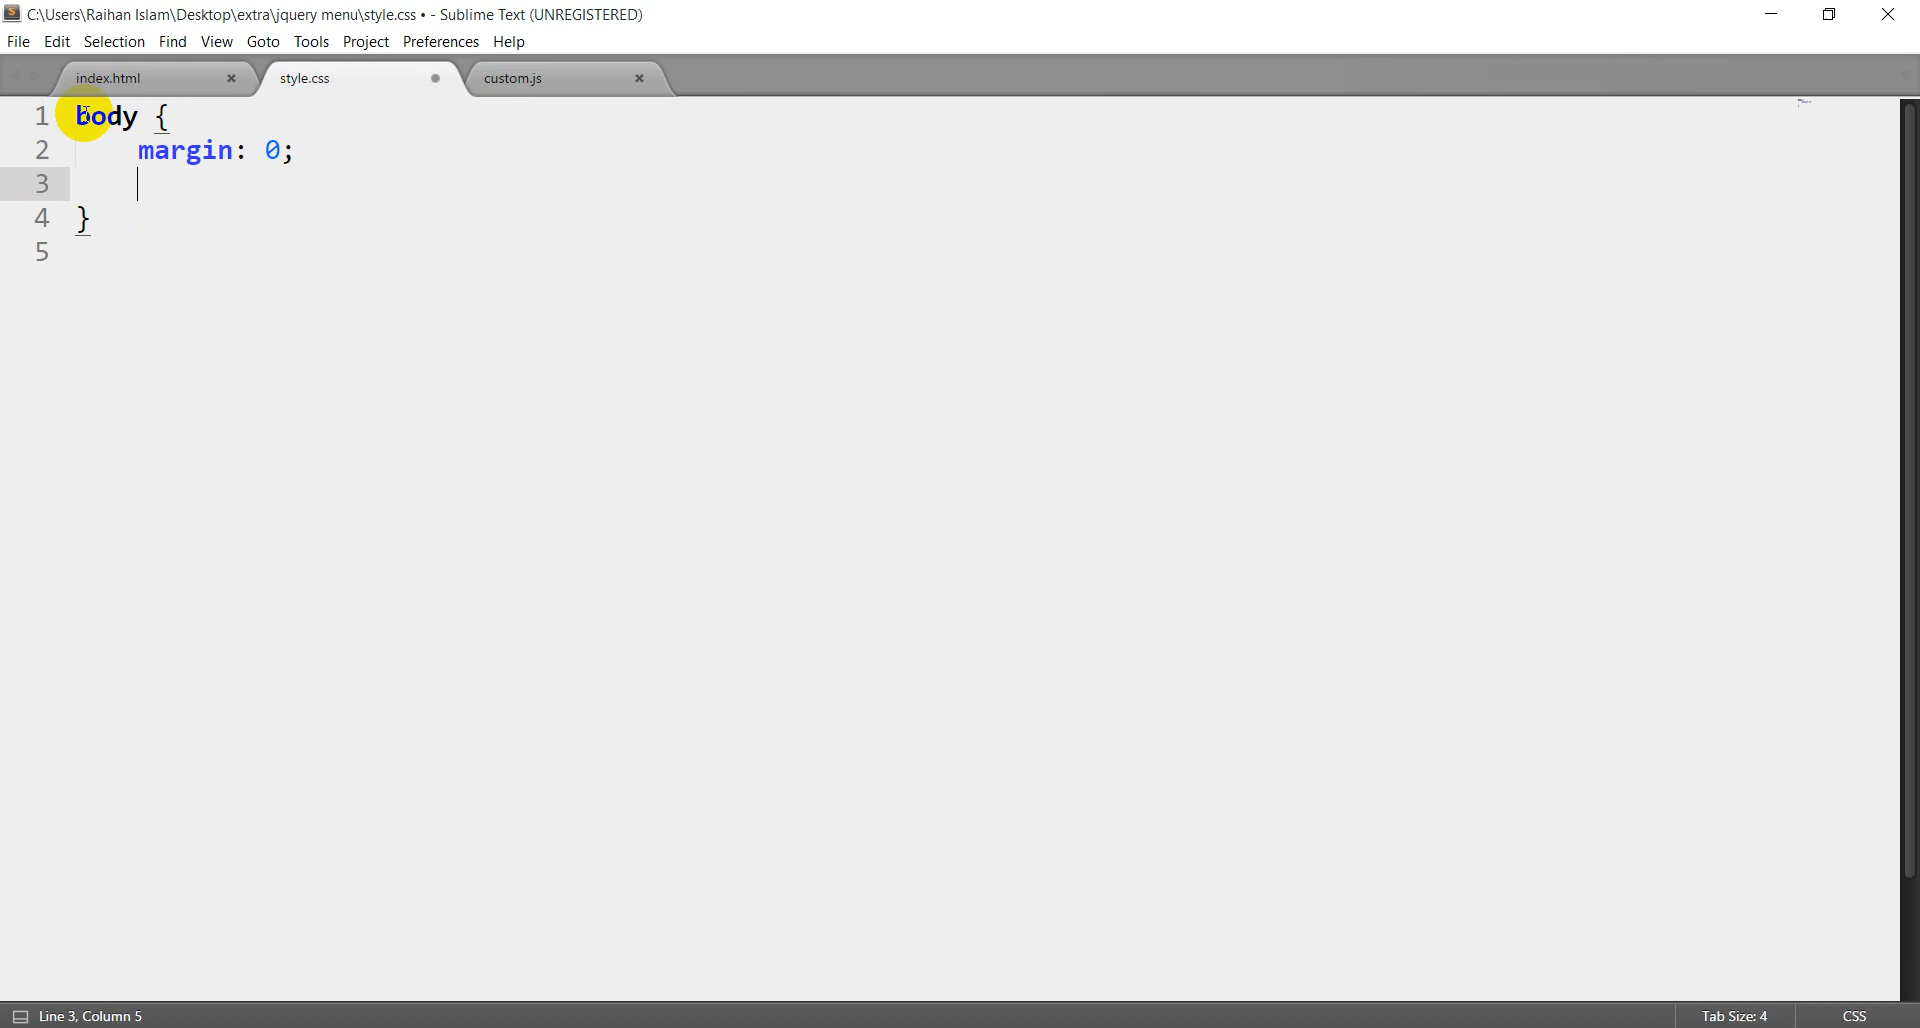 C:\Users\Raihan Islam\Desktop\extra\jquery menu\style.css • - Sublime Text (UNREGISTERED)
File Edit Selection Find View Goto Tools Project Preferences Help
index.html style.css custom.js
1 body {
2 margin: 0;
3
4 }
5
Line 3, Column 5 Tab Size: 4 CSS